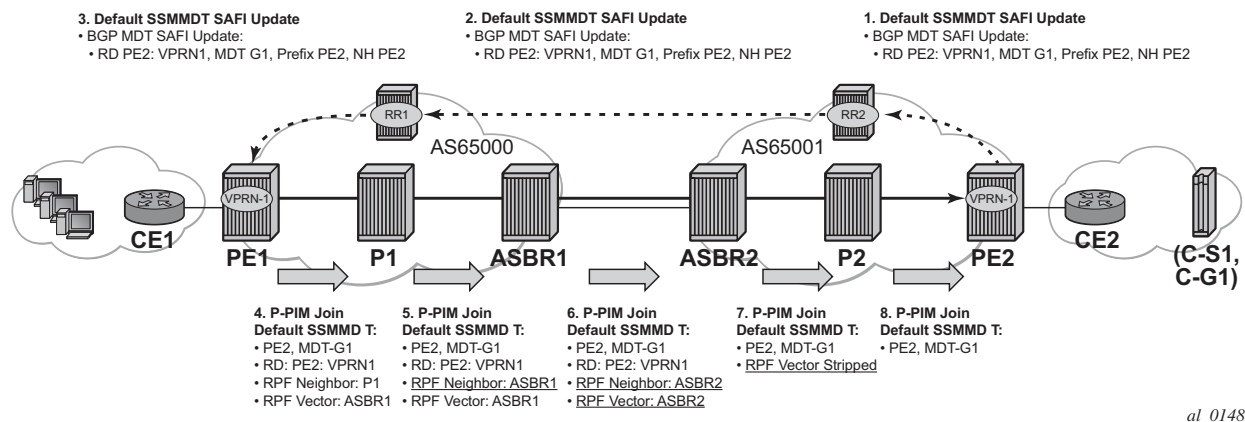 3. Default SSMMDT SAFI Update
• BGP MDT SAFI Update:
• RD PE2: VPRN1, MDT G1, Prefix PE2, NH PE2
2. Default SSMMDT SAFI Update
• BGP MDT SAFI Update:
• RD PE2: VPRN1, MDT G1, Prefix PE2, NH PE2
1. Default SSMMDT SAFI Update
• BGP MDT SAFI Update:
• RD PE2: VPRN1, MDT G1, Prefix PE2, NH PE2
RR1
RR2
AS65000
AS65001
VPRN-1
VPRN-1
CE1
PE1
P1
ASBR1
ASBR2
P2
PE2
CE2
(C-S1,
C-G1)
4. P-PIM Join
Default SSMMD T:
• PE2, MDT-G1
• RD: PE2: VPRN1
• RPF Neighbor: P1
• RPF Vector: ASBR1
5. P-PIM Join
Default SSMMD T:
• PE2, MDT-G1
• RD: PE2: VPRN1
• RPF Neighbor: ASBR1
• RPF Vector: ASBR1
6. P-PIM Join
Default SSMMD T:
• PE2, MDT-G1
• RD: PE2: VPRN1
• RPF Neighbor: ASBR2
• RPF Vector: ASBR2
7. P-PIM Join
Default SSMMD T:
• PE2, MDT-G1
• RPF Vector Stripped
8. P-PIM Join
Default SSMMD T:
• PE2, MDT-G1
al_0148